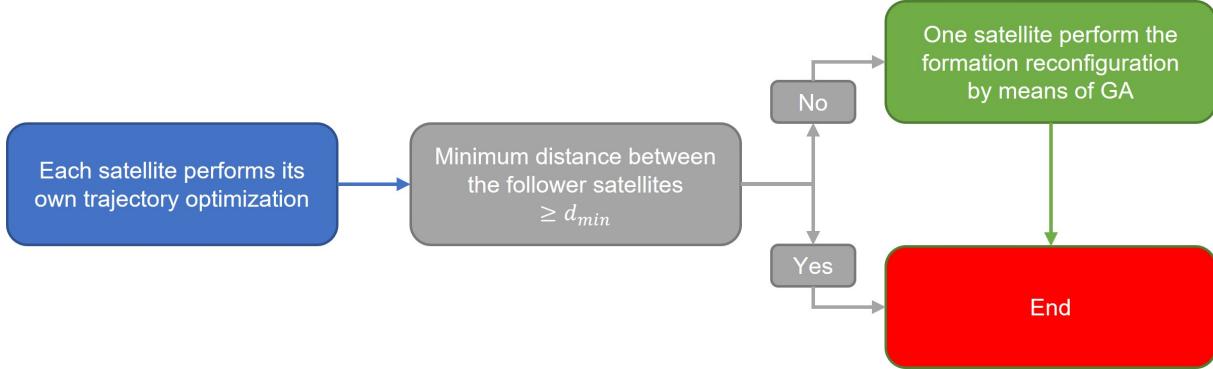 Each satellite performs its
own trajectory optimization
Minimum distance between
the follower satellites
≥ d_min
No
Yes
One satellite perform the
formation reconfiguration
by means of GA
End